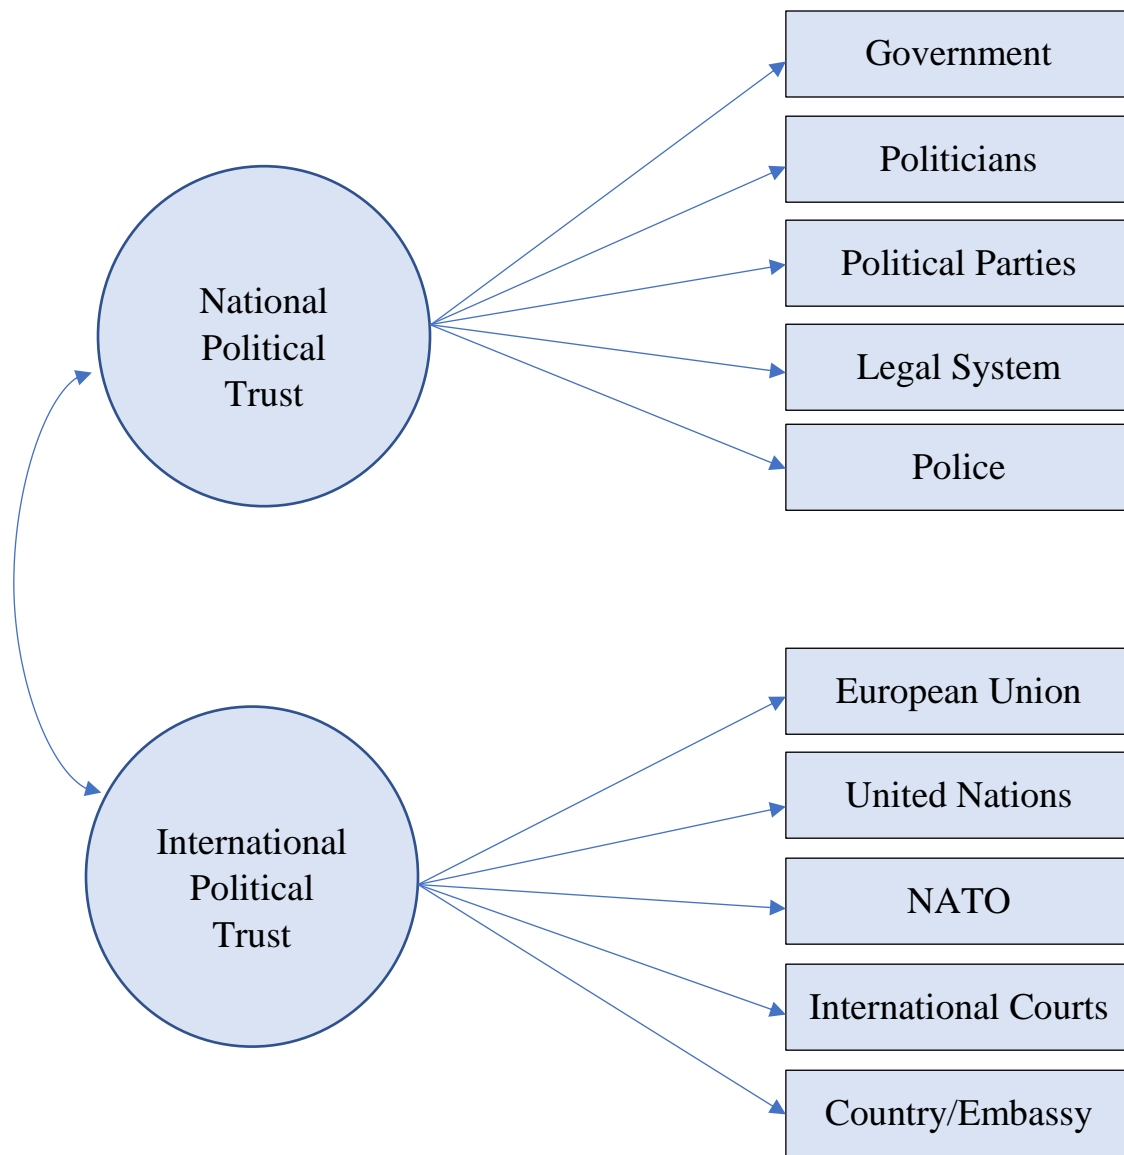 Government
Politicians
Political Parties
Legal System
Police
National
Political
Trust
European Union
United Nations
NATO
International Courts
Country/Embassy
International
Political
Trust